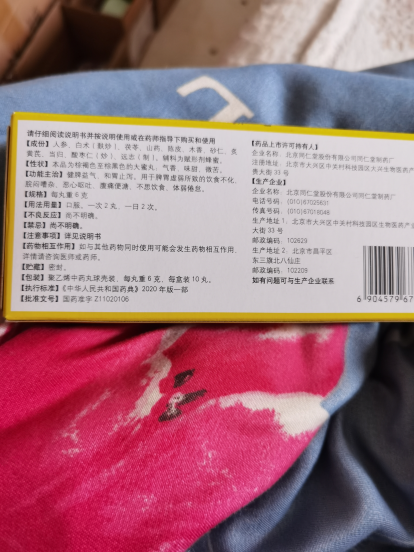 请仔细阅读说明书并按说明使用或在药师指导下购买和使用
【成份】人参、白术（麸炒）、茯苓、山药、陈皮、木香、砂仁、炙
黄芪、当归、酸枣仁（炒）、远志（制）。辅料为赋形剂蜂蜜。
【性状】本品为棕褐色至棕黑色的大蜜丸；气香，味甜、微苦。
【功能主治】健脾益气，和胃止泻。用于脾胃虚弱所致的饮食不化、
脘闷嘈杂、恶心呕吐、腹痛便溏、不思饮食、体弱倦怠。
【规格】每丸重6克
【用法用量】口服，一次2丸，一日2次。
【不良反应】尚不明确。
【禁忌】尚不明确。
【注意事项】详见说明书
【药物相互作用】如与其他药物同时使用可能会发生药物相互作用，
详情请咨询医师或药师。
【贮藏】密封。
【包装】聚乙烯中药丸球壳装，每丸重6克，每盒装10丸。
【执行标准】《中华人民共和国药典》2020年版一部
【批准文号】国药准字Z11020106
【药品上市许可持有人】
企业名称：北京同仁堂股份有限公司同仁堂制药厂
注册地址：北京市大兴区中关村科技园区大兴生物医药产
贵大街33号
【生产企业】
企业名称：北京同仁堂股份有限公司同仁堂制药厂
电话号码：(010)67025631
传真号码：(010)67018049
生产地址1：北京市大兴区中关村科技园区大兴生物医药产
大街33号
邮政编码：102629
生产地址2：北京市昌平区
东三旗北八仙庄
邮政编码：102209
如有问题可与生产企业联系
6 904579 67